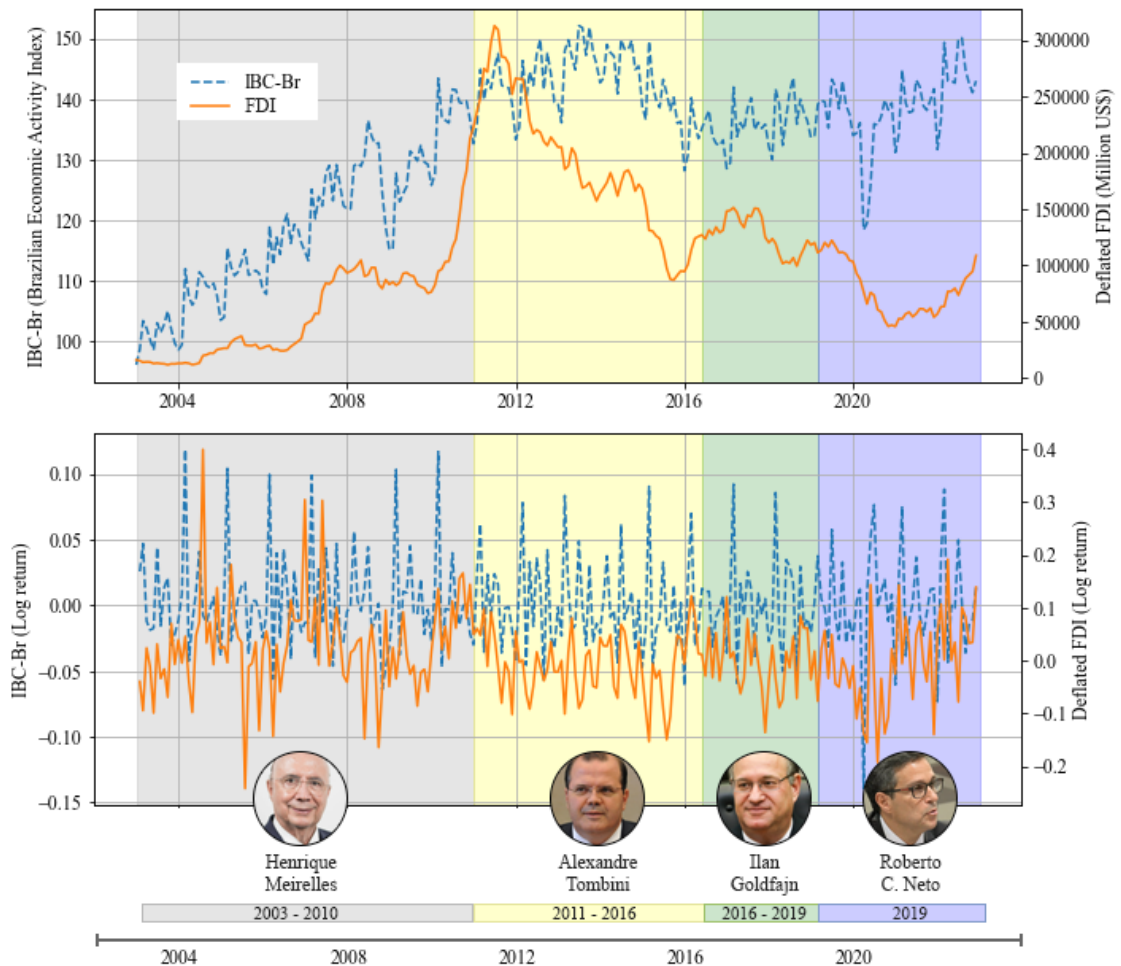 IBC-Br (Brazilian Economic Activity Index)
150
140
130
120
110
100
IBC-Br
FDI
300000
250000
200000
150000
100000
50000
0
Deflated FDI (Million US$)
2004 2008 2012 2016 2020
IBC-Br (Log return)
0.10
0.05
0.00
−0.05
−0.10
−0.15
0.4
0.3
0.2
0.1
0.0
−0.1
−0.2
Deflated FDI (Log return)
Henrique
Meirelles
Alexandre
Tombini
Ilan
Goldfajn
Roberto
C. Neto
2003 - 2010 2011 - 2016 2016 - 2019 2019
2004 2008 2012 2016 2020